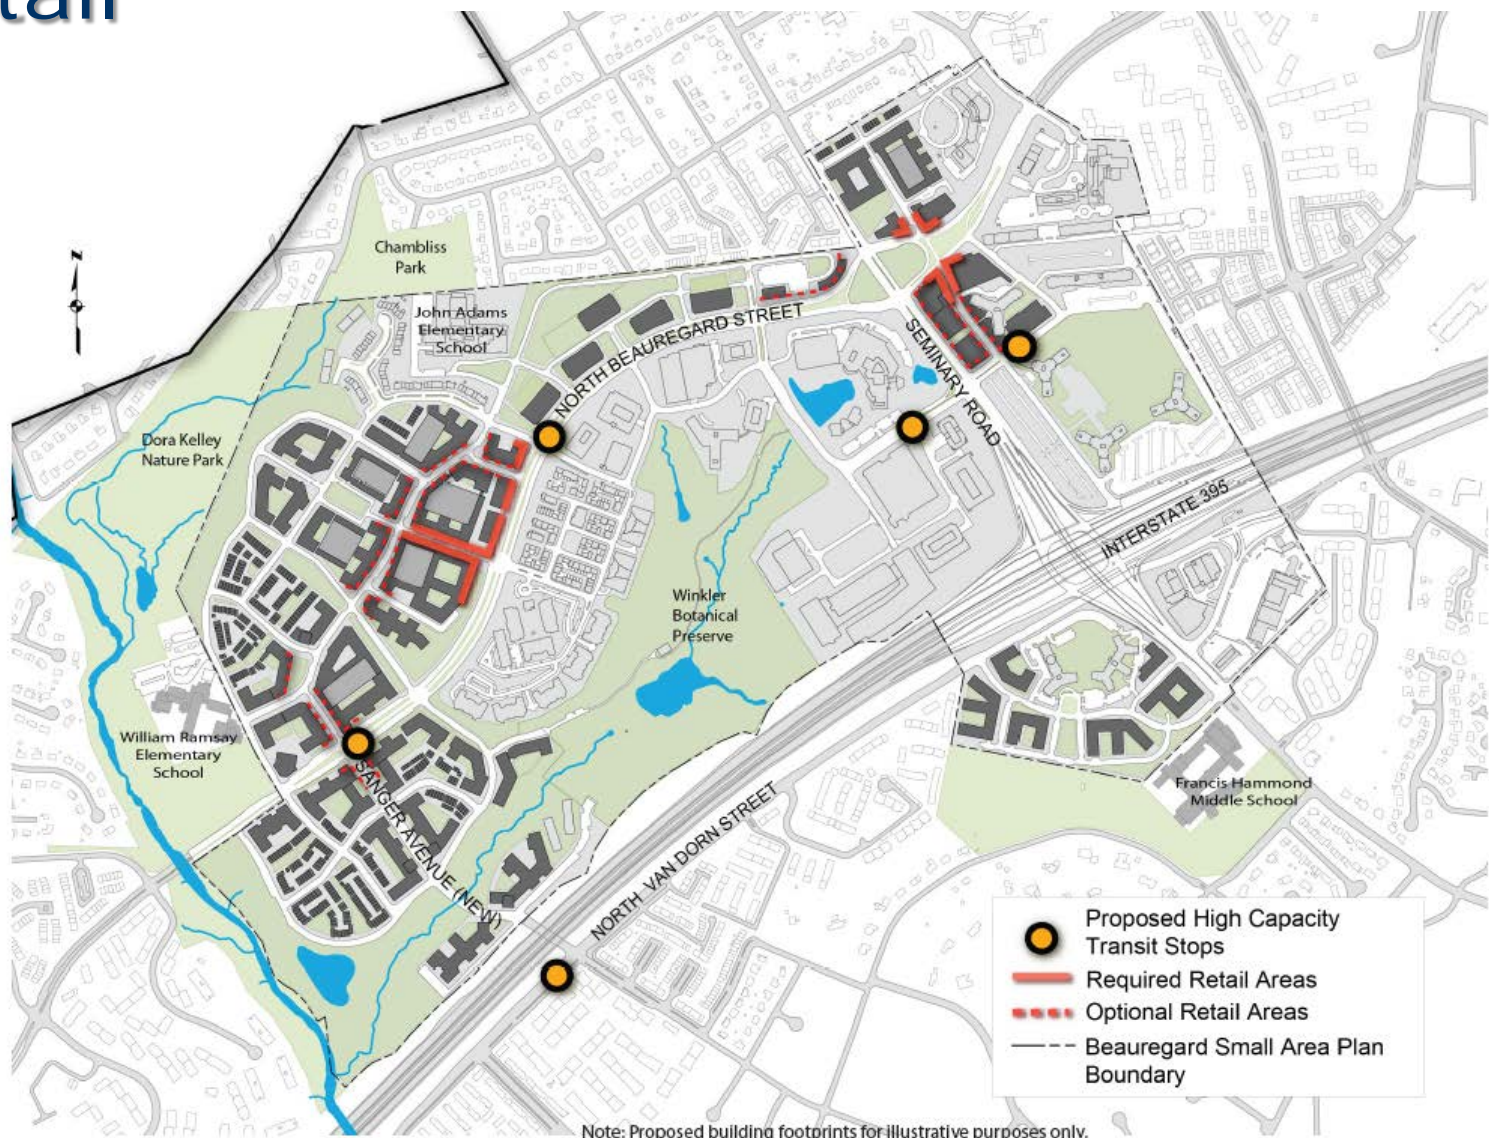 Chambliss
Park
John Adams
Elementary
School
NORTH BEAUREGARD STREET
SEMINARY ROAD
Dora Kelley
Nature Park
INTERSTATE 395
Winkler
Botanical
Preserve
William Ramsay
Elementary
School
SANGER AVENUE (NEW)
NORTH VAN DORN STREET
Francis Hammond
Middle School
N
Proposed High Capacity
Transit Stops
Required Retail Areas
Optional Retail Areas
Beauregard Small Area Plan
Boundary
Note: Proposed building footprints for illustrative purposes only.